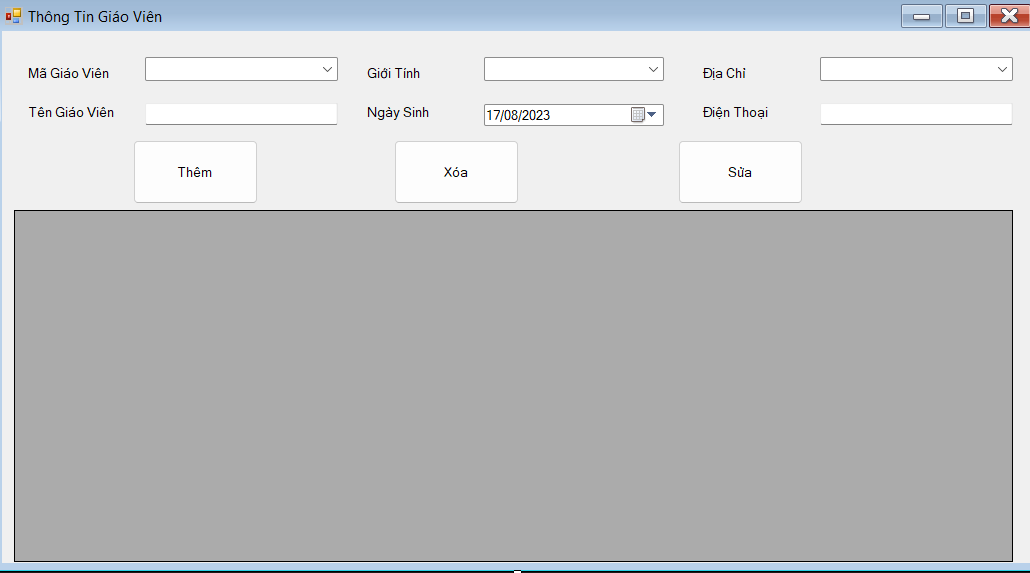 Thông Tin Giáo Viên
Mã Giáo Viên Giới Tính Địa Chỉ
Tên Giáo Viên Ngày Sinh 17/08/2023 Điện Thoại
Thêm Xóa Sửa